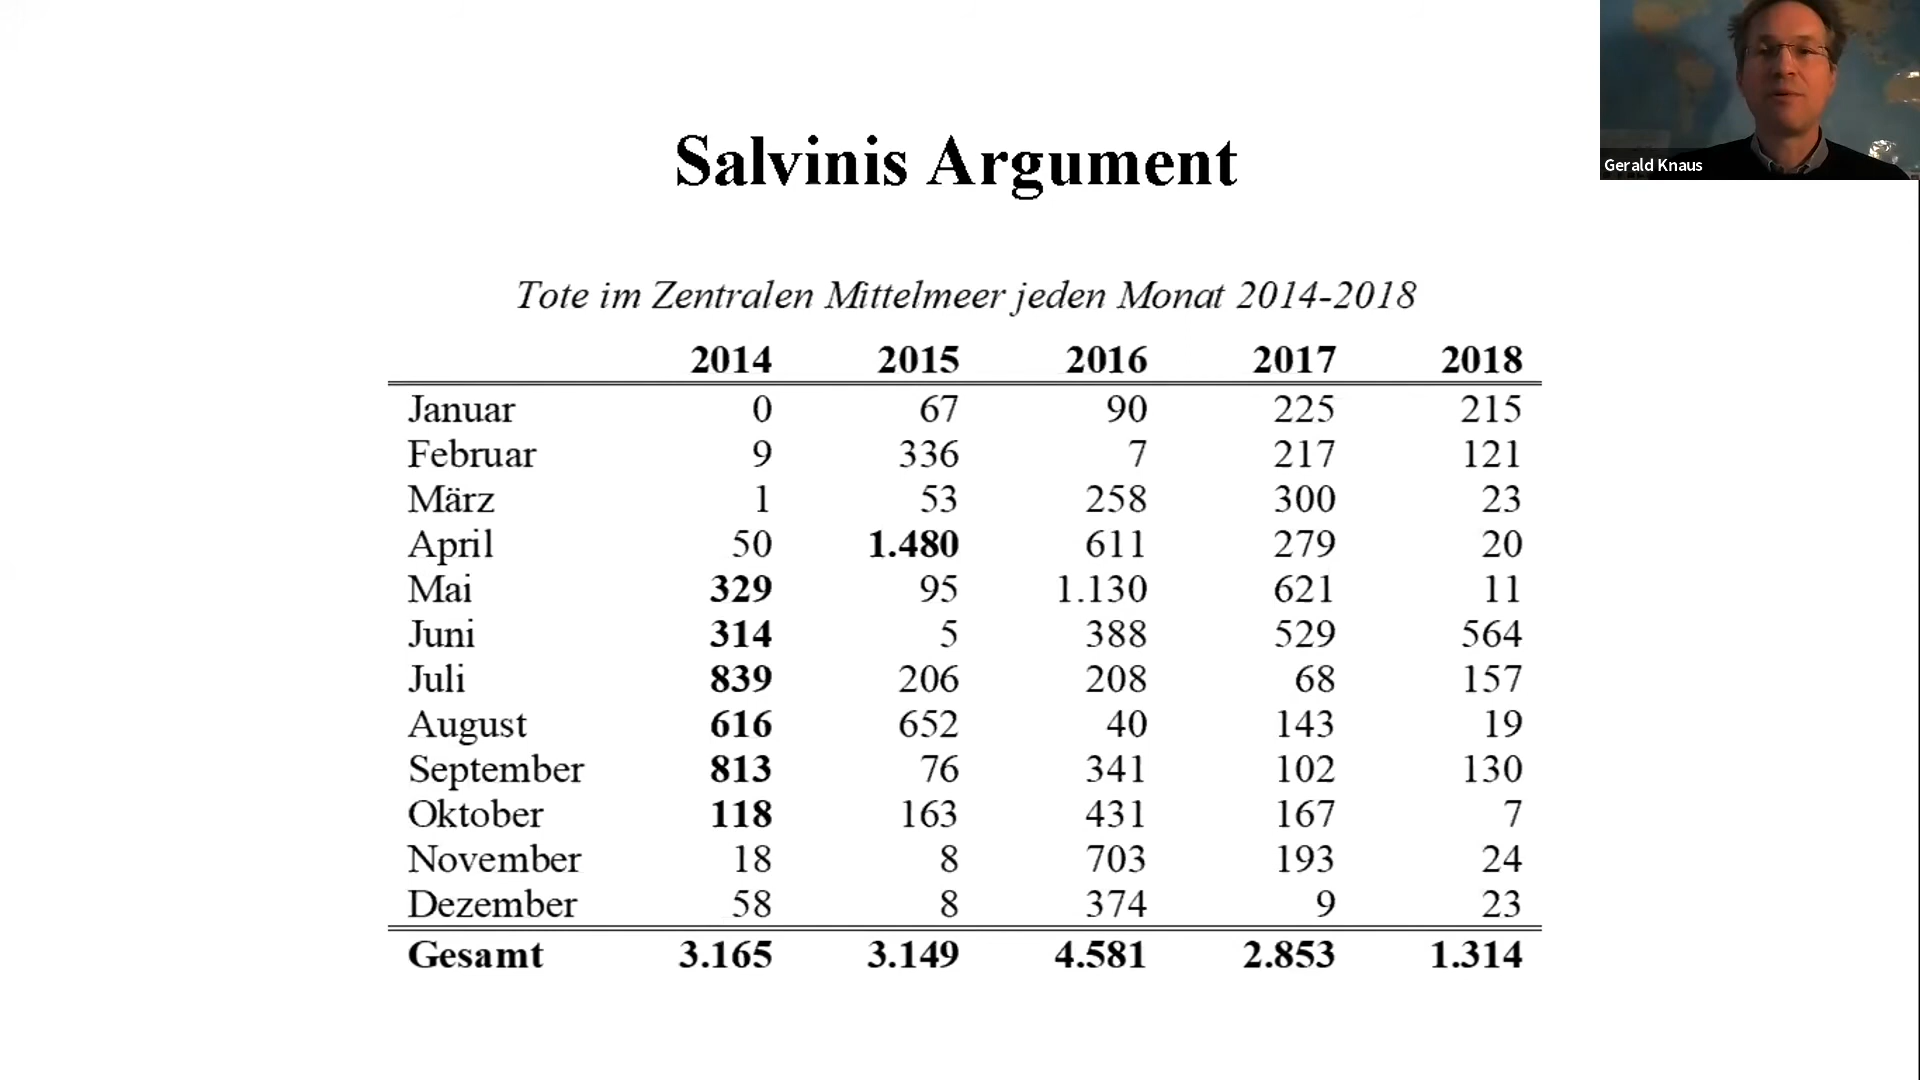 Gerald Knaus
Salvinis Argument
Tote im Zentralen Mittelmeer jeden Monat 2014-2018
2014 2015 2016 2017 2018
Januar 0 67 90 225 215
Februar 9 336 7 217 121
März 1 53 258 300 23
April 50 1.480 611 279 20
Mai 329 95 1.130 621 11
Juni 314 5 388 529 564
Juli 839 206 208 68 157
August 616 652 40 143 19
September 813 76 341 102 130
Oktober 118 163 431 167 7
November 18 8 703 193 24
Dezember 58 8 374 9 23
Gesamt 3.165 3.149 4.581 2.853 1.314